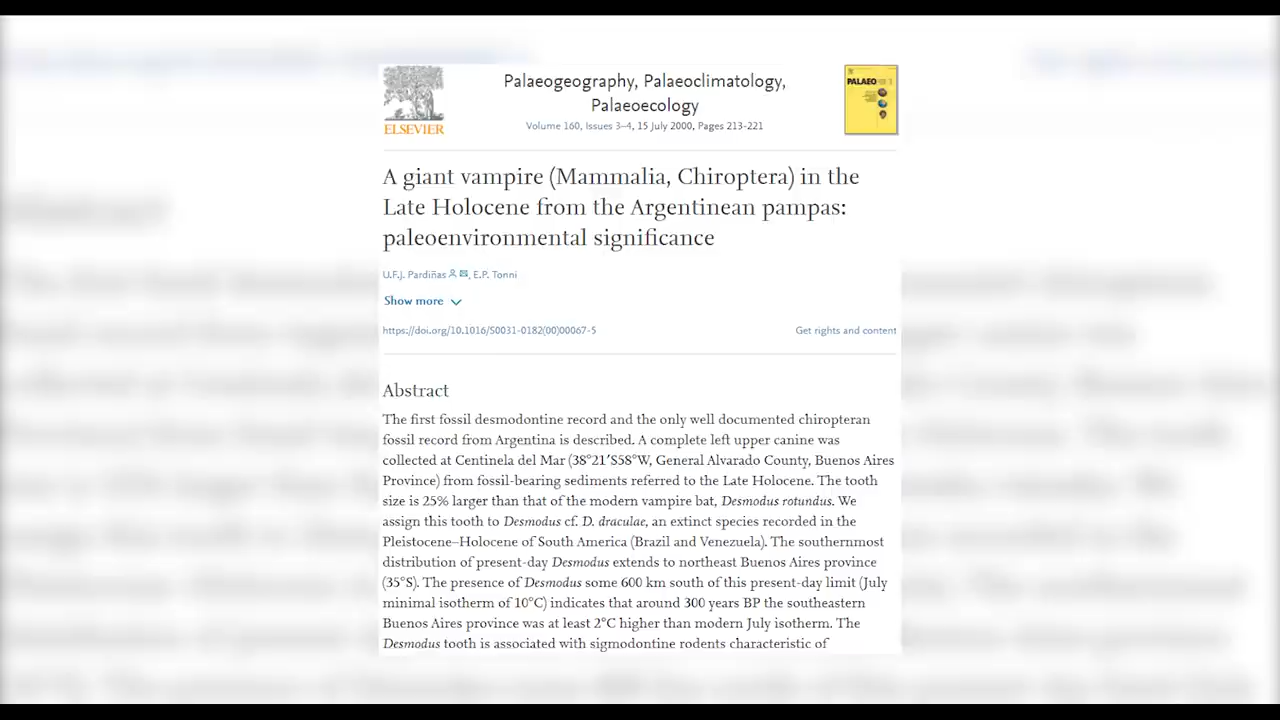 Palaeogeography, Palaeoclimatology,
Palaeoecology
Volume 160, Issues 3–4, 15 July 2000, Pages 213-221
ELSEVIER
PALAEO
A giant vampire (Mammalia, Chiroptera) in the
Late Holocene from the Argentinean pampas:
paleoenvironmental significance
U.F.J. Pardiñas, E.P. Tonni
Show more
https://doi.org/10.1016/S0031-0182(00)00067-5
Get rights and content
Abstract
The first fossil desmodontine record and the only well documented chiropteran
fossil record from Argentina is described. A complete left upper canine was
collected at Centinela del Mar (38°21′S58°W, General Alvarado County, Buenos Aires
Province) from fossil-bearing sediments referred to the Late Holocene. The tooth
size is 25% larger than that of the modern vampire bat, Desmodus rotundus. We
assign this tooth to Desmodus cf. D. draculae, an extinct species recorded in the
Pleistocene–Holocene of South America (Brazil and Venezuela). The southernmost
distribution of present-day Desmodus extends to northeast Buenos Aires province
(35°S). The presence of Desmodus some 600 km south of this present-day limit (July
minimal isotherm of 10°C) indicates that around 300 years BP the southeastern
Buenos Aires province was at least 2°C higher than modern July isotherm. The
Desmodus tooth is associated with sigmodontine rodents characteristic of